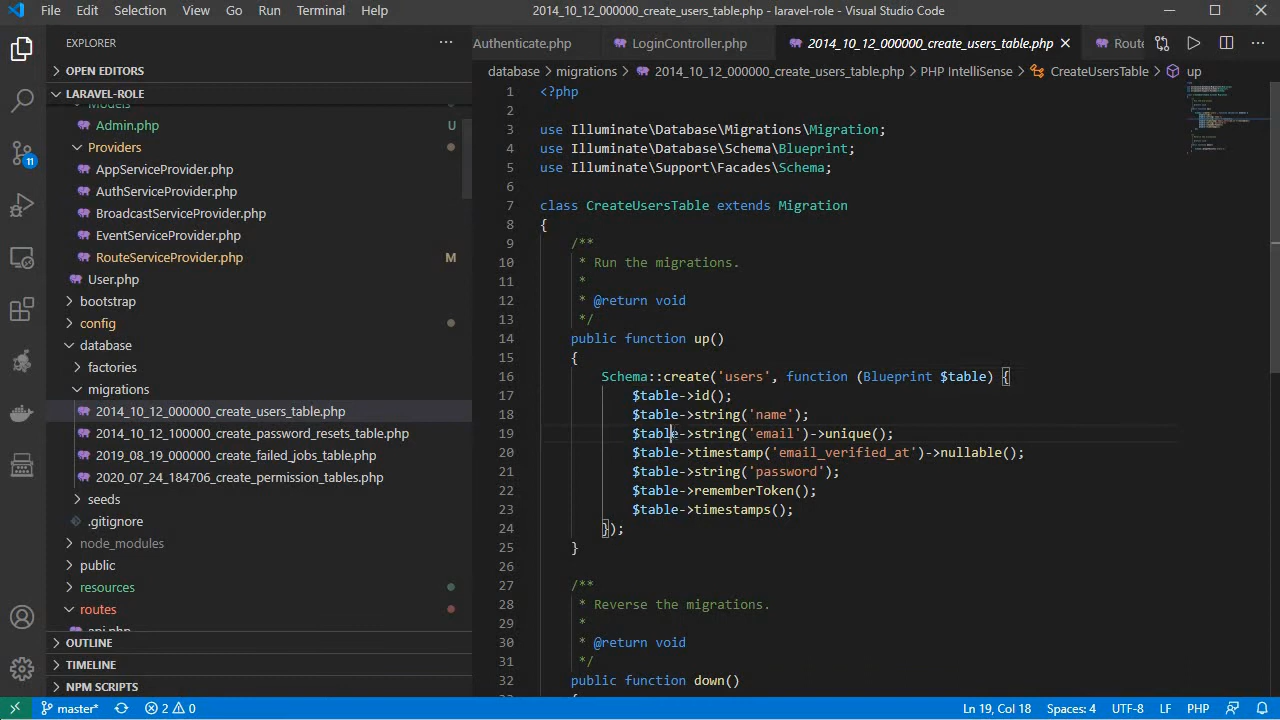 File Edit Selection View Go Run Terminal Help
2014_10_12_000000_create_users_table.php - laravel-role - Visual Studio Code
EXPLORER
OPEN EDITORS
LARAVEL-ROLE
Models
Admin.php U
Providers
AppServiceProvider.php
AuthServiceProvider.php
BroadcastServiceProvider.php
EventServiceProvider.php
RouteServiceProvider.php M
User.php
bootstrap
config
database
factories
migrations
2014_10_12_000000_create_users_table.php
2014_10_12_100000_create_password_resets_table.php
2019_08_19_000000_create_failed_jobs_table.php
2020_07_24_184706_create_permission_tables.php
seeds
.gitignore
node_modules
public
resources
routes
api.php
OUTLINE
TIMELINE
NPM SCRIPTS
11
Authenticate.php LoginController.php 2014_10_12_000000_create_users_table.php Route
database > migrations > 2014_10_12_000000_create_users_table.php > PHP IntelliSense > CreateUsersTable > up
1 <?php
2
3 use Illuminate\Database\Migrations\Migration;
4 use Illuminate\Database\Schema\Blueprint;
5 use Illuminate\Support\Facades\Schema;
6
7 class CreateUsersTable extends Migration
8 {
9 /**
10 * Run the migrations.
11 *
12 * @return void
13 */
14 public function up()
15 {
16 Schema::create('users', function (Blueprint $table) {
17 $table->id();
18 $table->string('name');
19 $table->string('email')->unique();
20 $table->timestamp('email_verified_at')->nullable();
21 $table->string('password');
22 $table->rememberToken();
23 $table->timestamps();
24 });
25 }
26
27 /**
28 * Reverse the migrations.
29 *
30 * @return void
31 */
32 public function down()
master* 2 0 Ln 19, Col 18 Spaces: 4 UTF-8 LF PHP